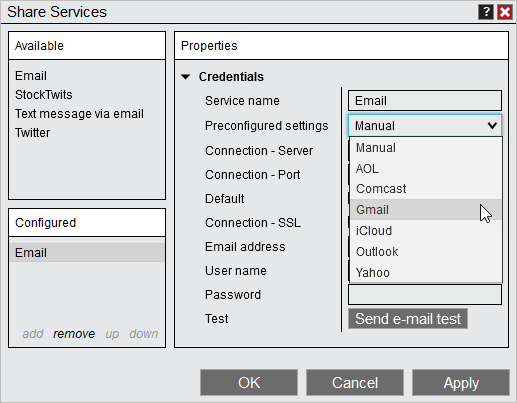 Share Services
?
Available
Email
StockTwits
Text message via email
Twitter
Configured
Email
add remove up down
Properties
Credentials
Service name Email
Preconfigured settings Manual
Connection - Server
Connection - Port
Default
Connection - SSL
Email address
User name
Password
Test Send e-mail test
Manual
AOL
Comcast
Gmail
iCloud
Outlook
Yahoo
OK Cancel Apply